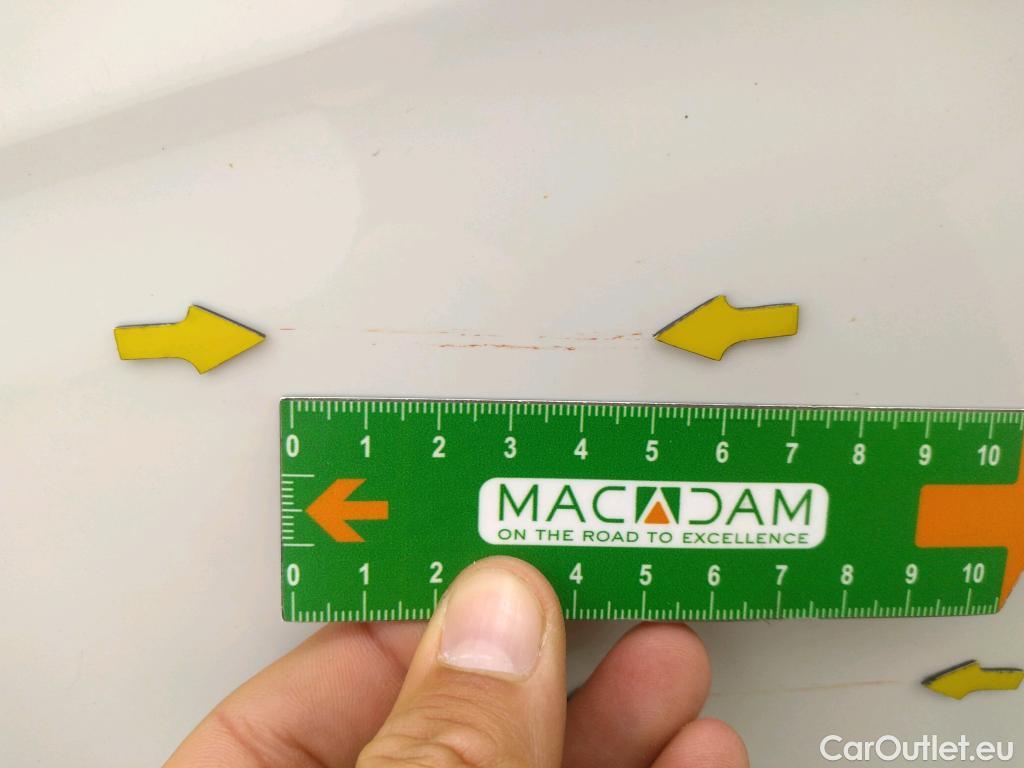 0 1 2 3 4 5 6 7 8 9 10
MACADAM
ON THE ROAD TO EXCELLENCE
0 1 2 4 5 6 7 8 9 10
CarOutlet.eu